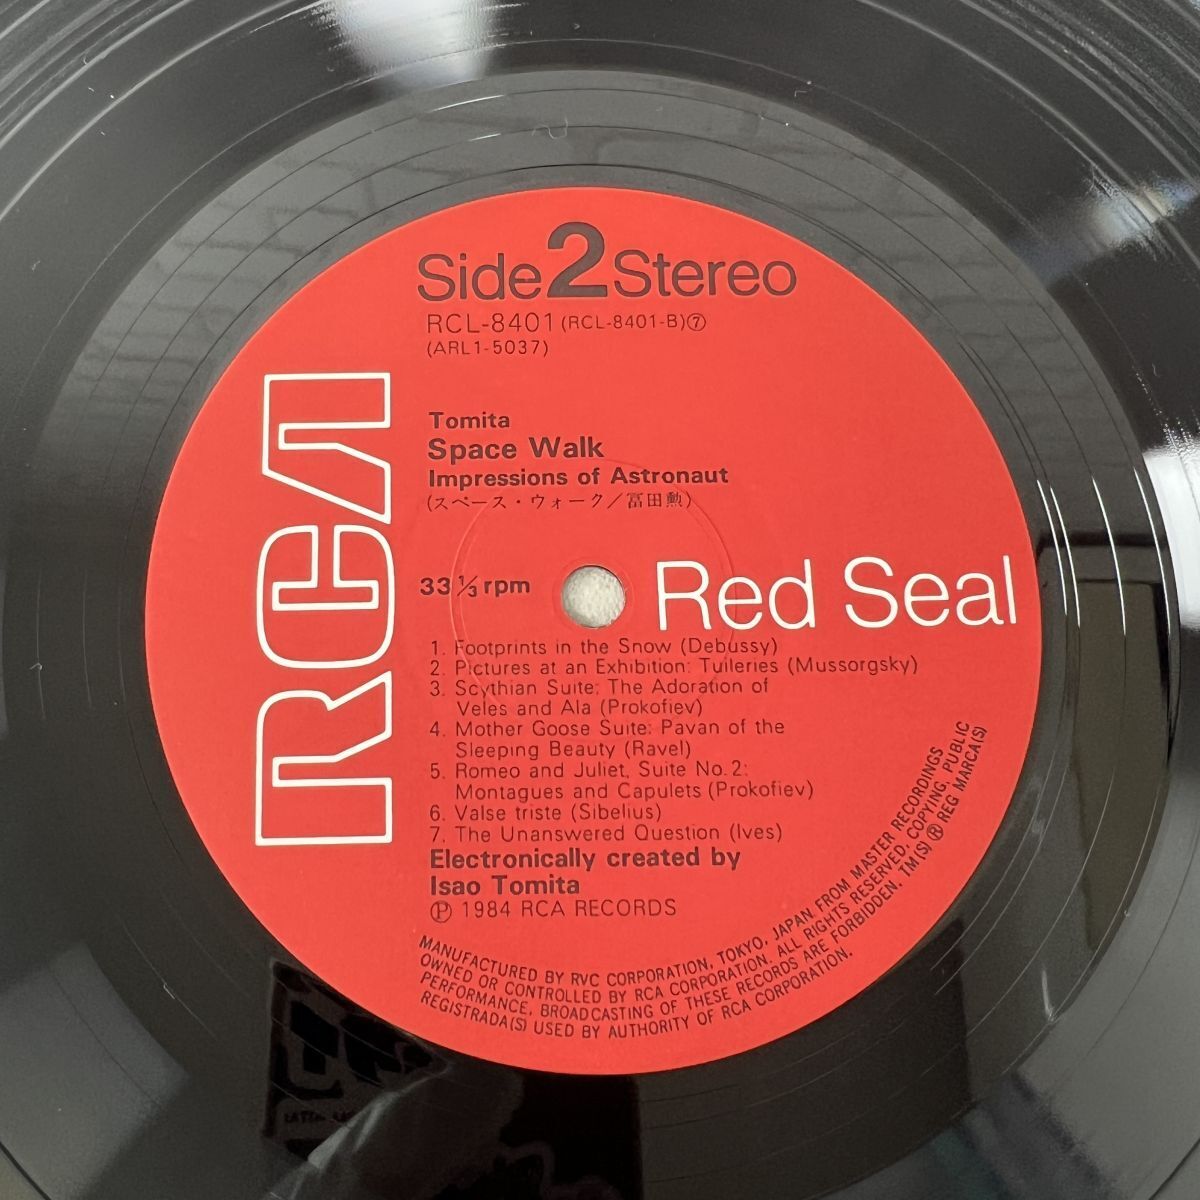 Side 2 Stereo
RCL-8401 (RCL-8401-B)⑦
(ARL1-5037)
RCA
Tomita
Space Walk
Impressions of Astronaut
(スペース・ウォーク/冨田勲)
33 1/3 rpm
Red Seal
1. Footprints in the Snow (Debussy)
2. Pictures at an Exhibition: Tuileries (Mussorgsky)
3. Scythian Suite: The Adoration of
Veles and Ala (Prokofiev)
4. Mother Goose Suite: Pavan of the
Sleeping Beauty (Ravel)
5. Romeo and Juliet, Suite No. 2:
Montagues and Capulets (Prokofiev)
6. Valse triste (Sibelius)
7. The Unanswered Question (Ives)
Electronically created by
Isao Tomita
Ⓟ 1984 RCA RECORDS
MANUFACTURED BY RVC CORPORATION, TOKYO, JAPAN, FROM MASTER RECORDINGS
OWNED OR CONTROLLED BY RCA CORPORATION. ALL RIGHTS RESERVED, COPYING, PUBLIC
PERFORMANCE, BROADCASTING OF THESE RECORDS ARE FORBIDDEN. TM(S) ® REG MARCA(S)
REGISTRADA(S) USED BY AUTHORITY OF RCA CORPORATION.